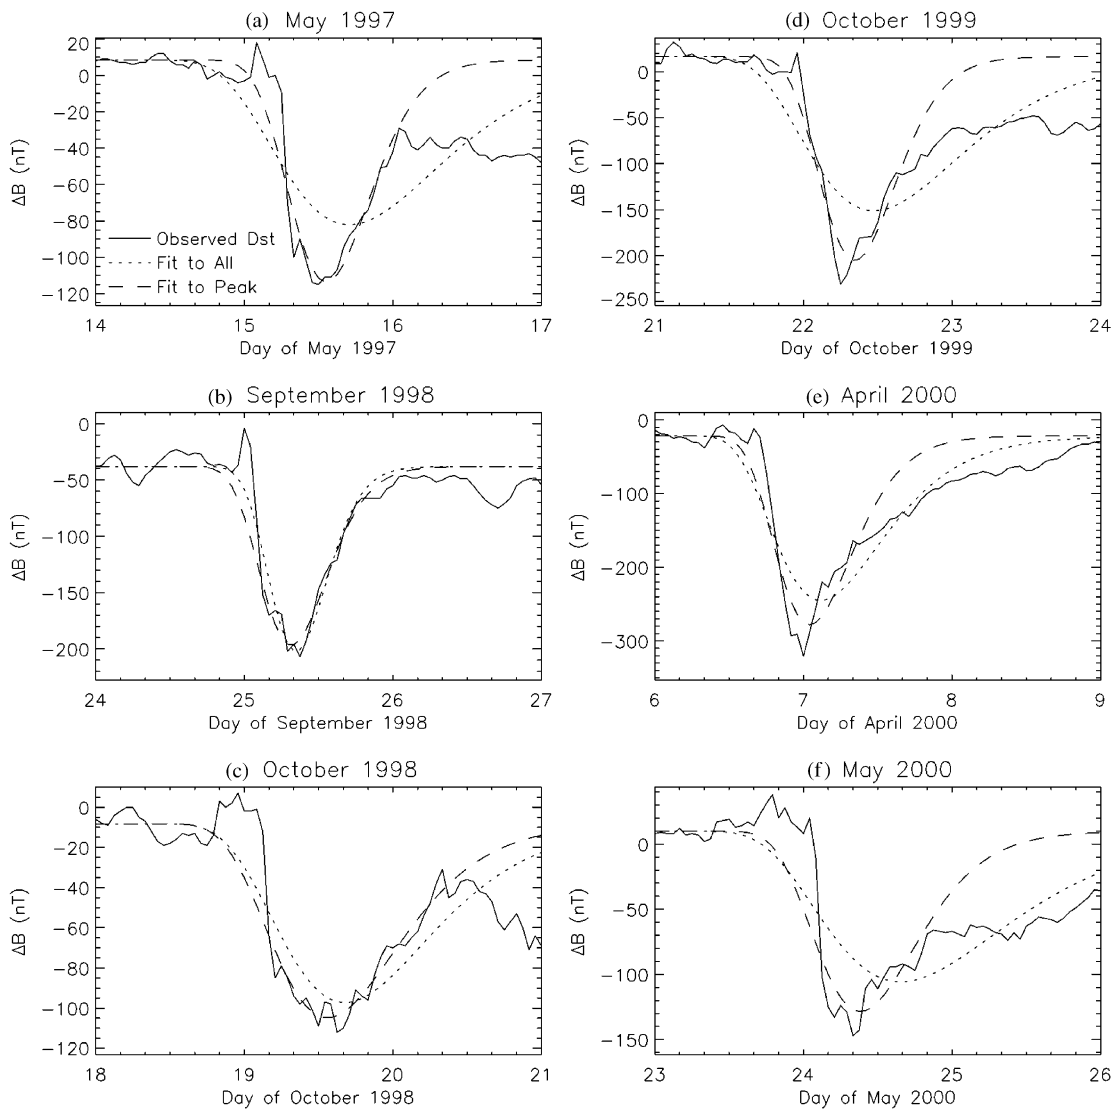 (a) May 1997
20
0
−20
−40
−60
−80
−100
−120
ΔB (nT)
Observed Dst
Fit to All
Fit to Peak
14 15 16 17
Day of May 1997
(d) October 1999
0
−50
−100
−150
−200
−250
ΔB (nT)
21 22 23 24
Day of October 1999
(b) September 1998
0
−50
−100
−150
−200
ΔB (nT)
24 25 26 27
Day of September 1998
(e) April 2000
0
−100
−200
−300
ΔB (nT)
6 7 8 9
Day of April 2000
(c) October 1998
0
−20
−40
−60
−80
−100
−120
ΔB (nT)
18 19 20 21
Day of October 1998
(f) May 2000
0
−50
−100
−150
ΔB (nT)
23 24 25 26
Day of May 2000